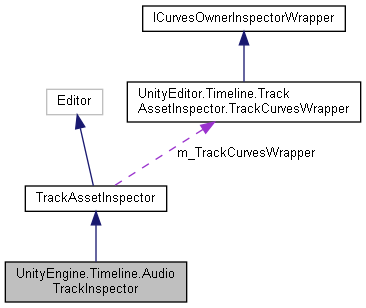 ICurvesOwnerInspectorWrapper
Editor
UnityEditor.Timeline.Track
AssetInspector.TrackCurvesWrapper
m_TrackCurvesWrapper
TrackAssetInspector
UnityEngine.Timeline.Audio
TrackInspector